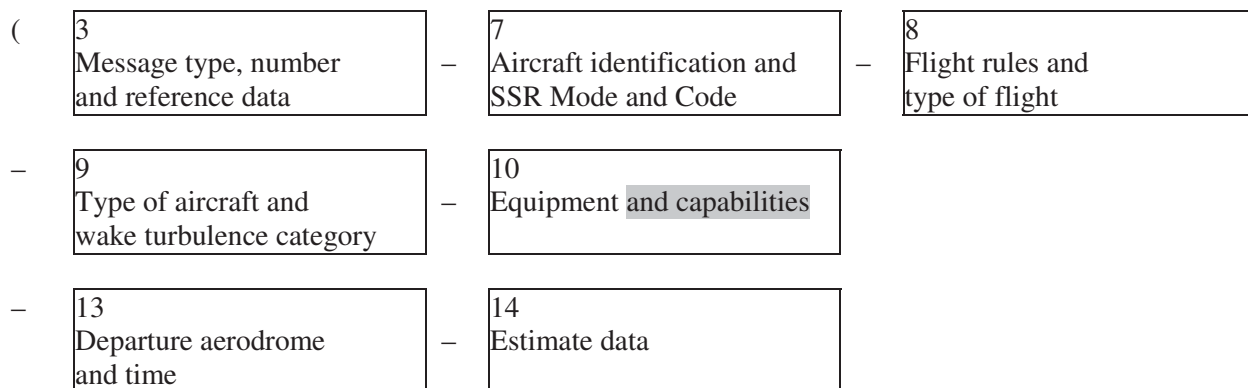 ( 3 7 8
Message type, number – Aircraft identification and – Flight rules and
and reference data SSR Mode and Code type of flight
– 9 10
Type of aircraft and – Equipment and capabilities
wake turbulence category
– 13 14
Departure aerodrome – Estimate data
and time